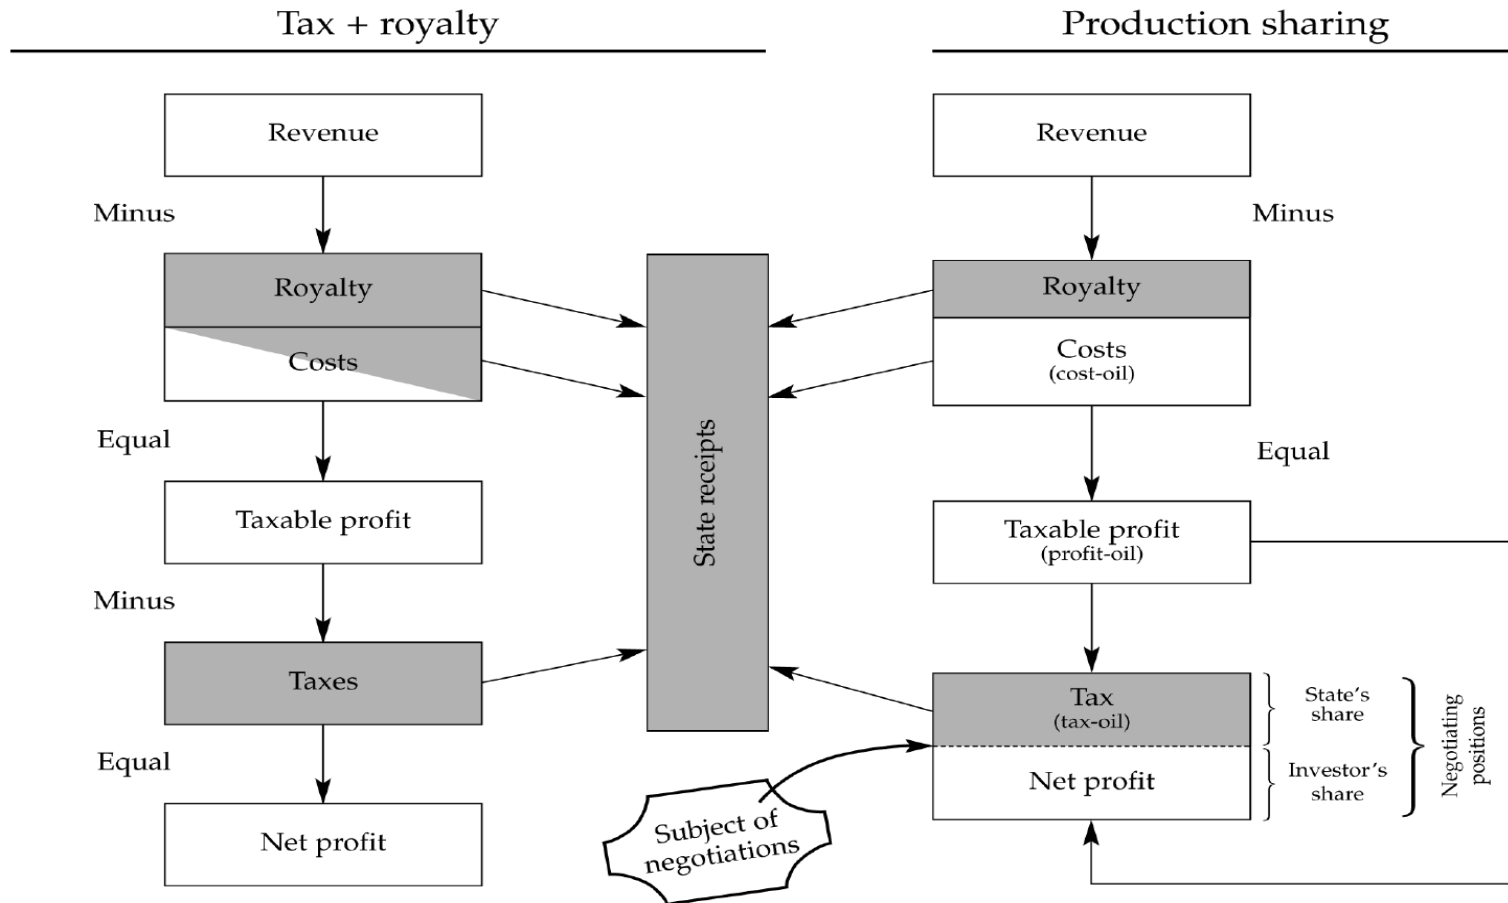 Tax + royalty
Revenue
Minus
Royalty
Costs
Equal
Taxable profit
Minus
Taxes
Equal
Net profit
State receipts
Subject of
negotiations
Production sharing
Revenue
Minus
Royalty
Costs
(cost-oil)
Equal
Taxable profit
(profit-oil)
Tax
(tax-oil)
Net profit
State's
share
Investor's
share
Negotiating
positions